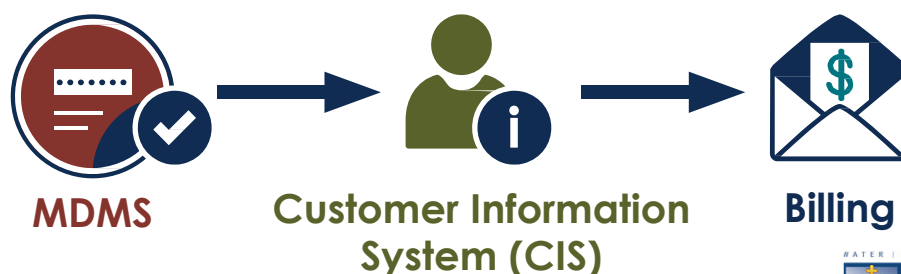 $
i
MDMS
Customer Information
System (CIS)
Billing